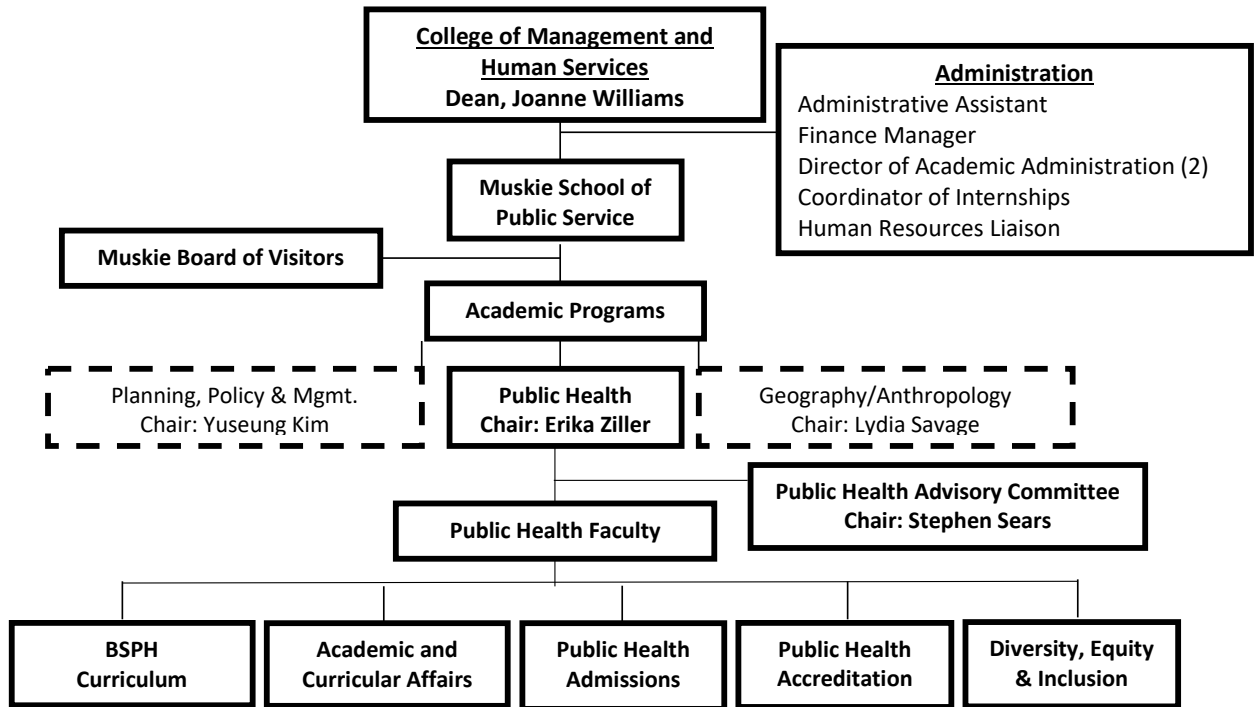 College of Management and
Human Services
Dean, Joanne Williams
Administration
Administrative Assistant
Finance Manager
Director of Academic Administration (2)
Coordinator of Internships
Human Resources Liaison
Muskie School of
Public Service
Muskie Board of Visitors
Academic Programs
Planning, Policy & Mgmt.
Chair: Yuseung Kim
Public Health
Chair: Erika Ziller
Geography/Anthropology
Chair: Lydia Savage
Public Health Advisory Committee
Chair: Stephen Sears
Public Health Faculty
BSPH
Curriculum
Academic and
Curricular Affairs
Public Health
Admissions
Public Health
Accreditation
Diversity, Equity
& Inclusion